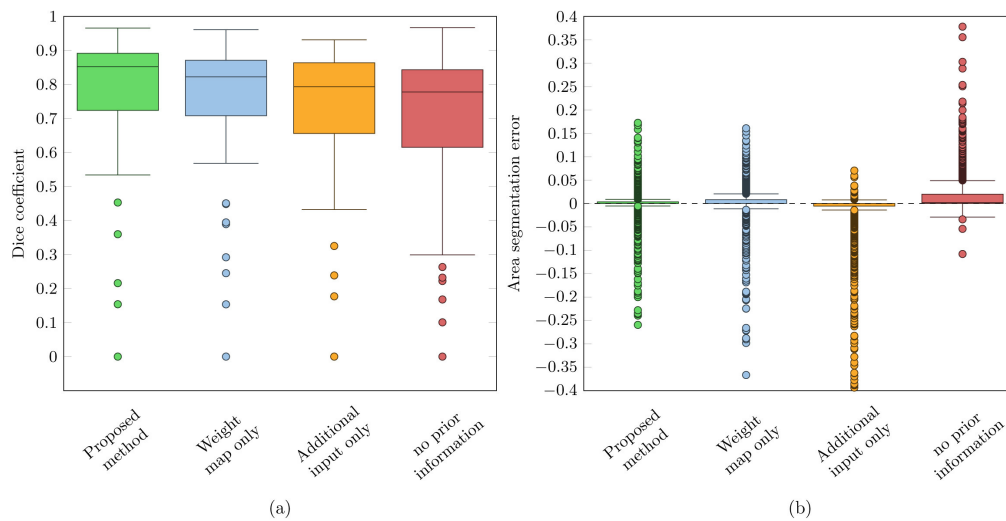 1
0.9
0.8
0.7
0.6
0.5
0.4
0.3
0.2
0.1
0
Dice coefficient
Proposed
method
Weight
map only
Additional
input only
no prior
information
(a)
0.4
0.35
0.3
0.25
0.2
0.15
0.1
0.05
0
−0.05
−0.1
−0.15
−0.2
−0.25
−0.3
−0.35
−0.4
Area segmentation error
Proposed
method
Weight
map only
Additional
input only
no prior
information
(b)